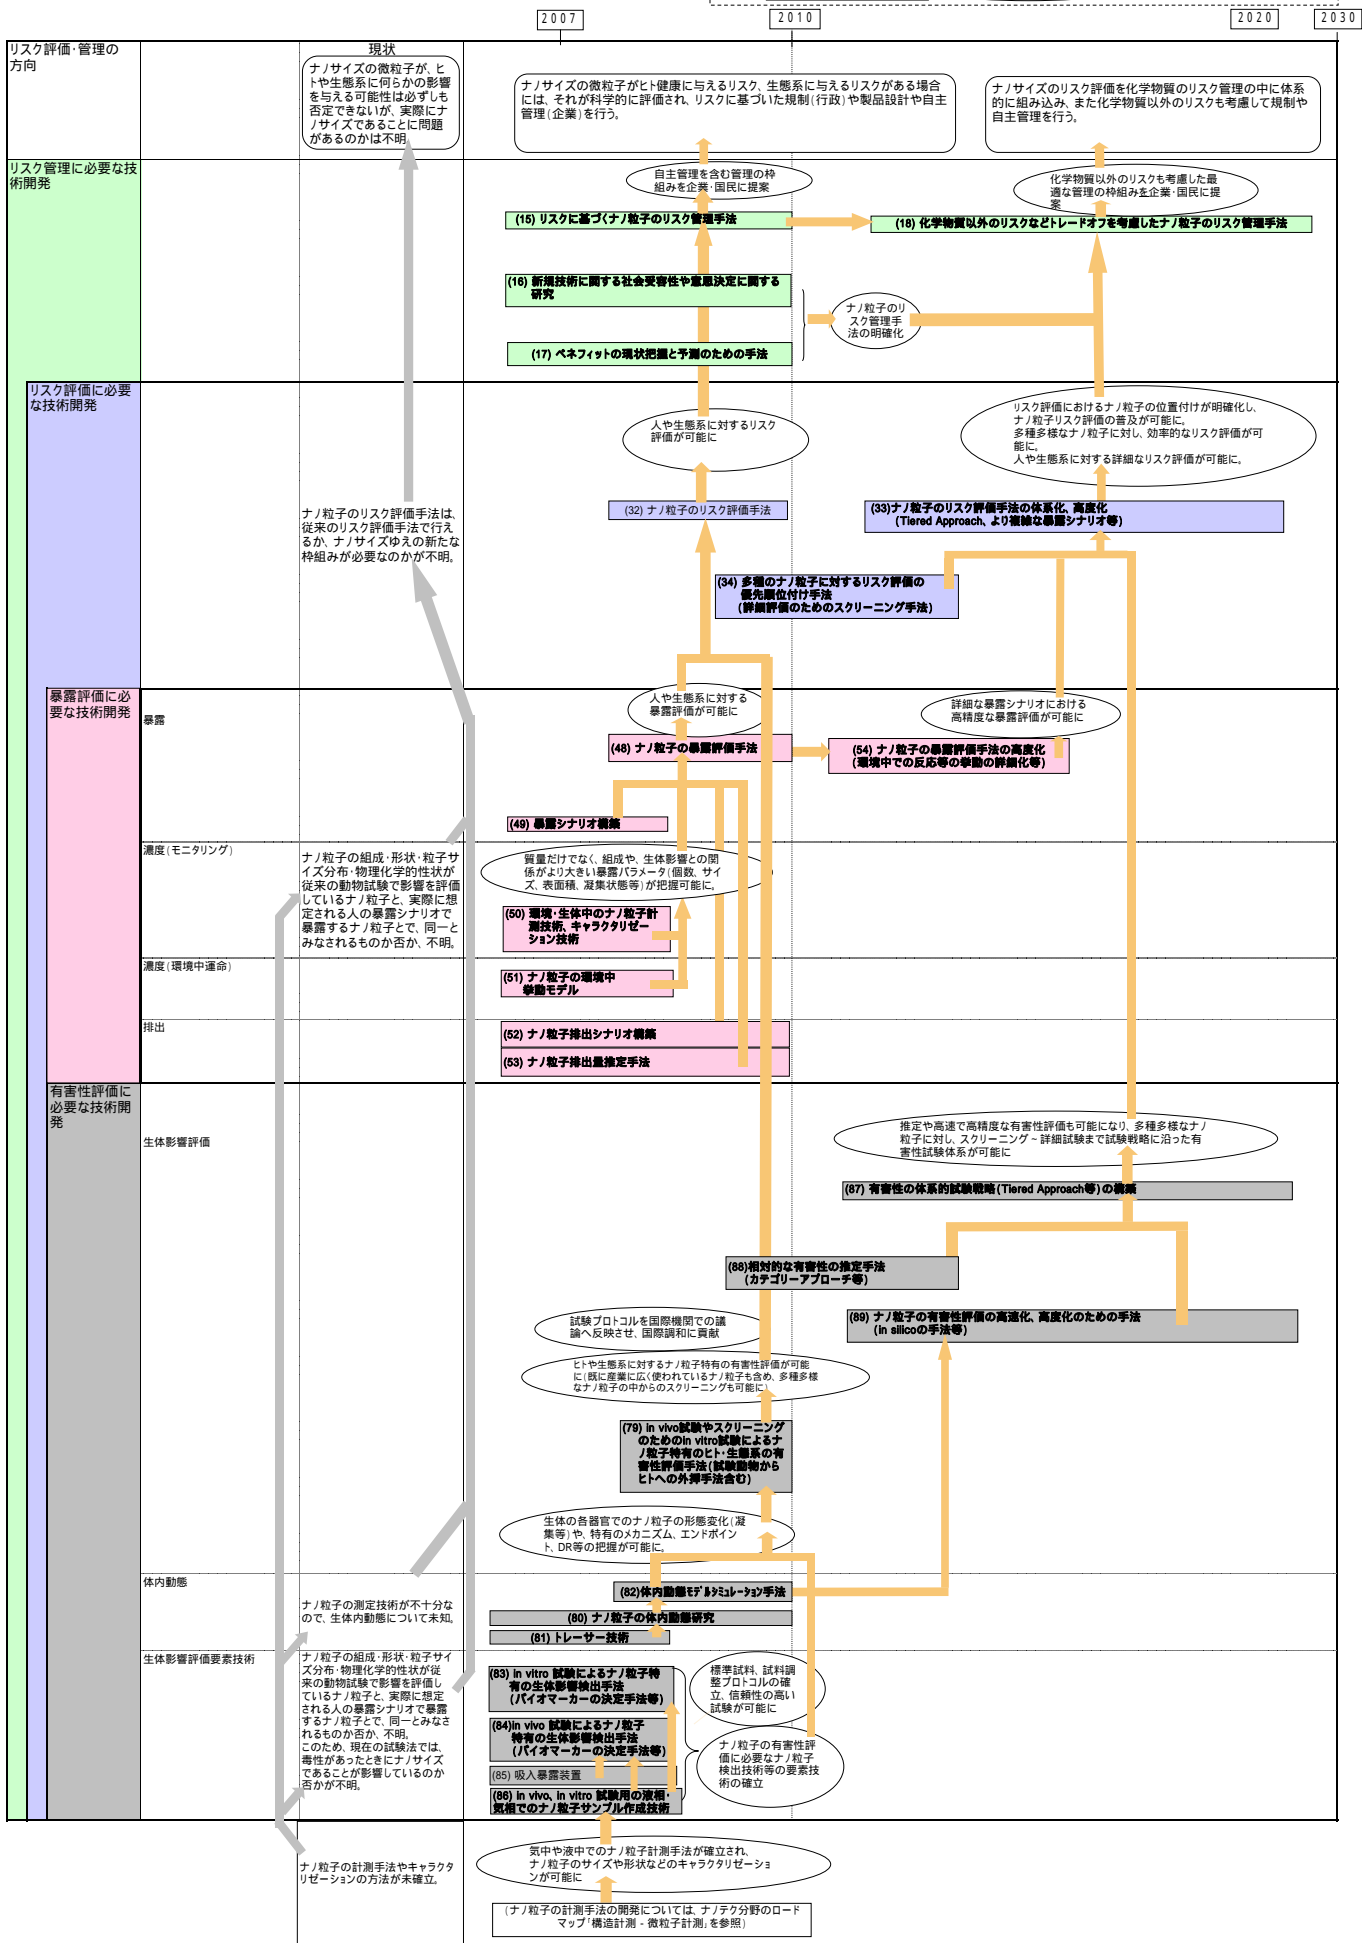 2007
2010
2020
2030
リスク評価・管理の
方向
現状
ナノサイズの微粒子が、ヒ
トや生態系に何らかの影響
を与える可能性は必ずしも
否定できないが、実際にナ
ノサイズであることに問題
があるのかは不明
ナノサイズの微粒子がヒト健康に与えるリスク、生態系に与えるリスクがある場合
には、それが科学的に評価され、リスクに基づいた規制(行政)や製品設計や自主
管理(企業)を行う。
ナノサイズのリスク評価を化学物質のリスク管理の中に体系
的に組み込み、また化学物質以外のリスクも考慮して規制や
自主管理を行う。
リスク管理に必要な技
術開発
自主管理を含む管理の枠
組みを企業・国民に提案
化学物質以外のリスクも考慮した最
適な管理の枠組みを企業・国民に提
案
(15) リスクに基づくナノ粒子のリスク管理手法
(18) 化学物質以外のリスクなどトレードオフを考慮したナノ粒子のリスク管理手法
(16) 新規技術に関する社会受容性や意思決定に関する
研究
ナノ粒子のリ
スク管理手
法の明確化
(17) ベネフィットの現状把握と予測のための手法
リスク評価に必要
な技術開発
人や生態系に対するリスク
評価が可能に
リスク評価におけるナノ粒子の位置付けが明確化し、
ナノ粒子リスク評価の普及が可能に。
多種多様なナノ粒子に対し、効率的なリスク評価が可
能に。
人や生態系に対する詳細なリスク評価が可能に。
ナノ粒子のリスク評価手法は、
従来のリスク評価手法で行え
るか、ナノサイズゆえの新たな
枠組みが必要なのかが不明。
(32) ナノ粒子のリスク評価手法
(33)ナノ粒子のリスク評価手法の体系化、高度化
(Tiered Approach、より複雑な暴露シナリオ等)
(34) 多種のナノ粒子に対するリスク評価の
優先順位付け手法
(詳細評価のためのスクリーニング手法)
暴露評価に必
要な技術開発
暴露
人や生態系に対する
暴露評価が可能に
詳細な暴露シナリオにおける
高精度な暴露評価が可能に
(48) ナノ粒子の暴露評価手法
(54) ナノ粒子の暴露評価手法の高度化
(環境中での反応等の挙動の詳細化等)
(49) 暴露シナリオ構築
濃度(モニタリング)
ナノ粒子の組成・形状・粒子サ
イズ分布・物理化学的性状が
従来の動物試験で影響を評価
しているナノ粒子と、実際に想
定される人の暴露シナリオで
暴露するナノ粒子とで、同一と
みなされるものか否か、不明。
質量だけでなく、組成や、生体影響との関
係がより大きい暴露パラメータ(個数、サイ
ズ、表面積、凝集状態等)が把握可能に。
(50) 環境・生体中のナノ粒子計
測技術、キャラクタリゼー
ション技術
濃度(環境中運命)
(51) ナノ粒子の環境中
挙動モデル
排出
(52) ナノ粒子排出シナリオ構築
(53) ナノ粒子排出量推定手法
有害性評価に
必要な技術開
発
生体影響評価
推定や高速で高精度な有害性評価も可能になり、多種多様なナノ
粒子に対し、スクリーニング~詳細試験まで試験戦略に沿った有
害性試験体系が可能に
(87) 有害性の体系的試験戦略(Tiered Approach等)の構築
(88)相対的な有害性の推定手法
(カテゴリーアプローチ等)
(89) ナノ粒子の有害性評価の高速化、高度化のための手法
(in silicoの手法等)
試験プロトコルを国際機関での議
論へ反映させ、国際調和に貢献
ヒトや生態系に対するナノ粒子特有の有害性評価が可能
に(既に産業に広く使われているナノ粒子も含め、多種多様
なナノ粒子の中からのスクリーニングも可能に)
(79) in vivo試験やスクリーニング
のためのin vitro試験によるナ
ノ粒子特有のヒト・生態系の有
害性評価手法(試験動物から
ヒトへの外挿手法含む)
生体の各器官でのナノ粒子の形態変化(凝
集等)や、特有のメカニズム、エンドポイン
ト、DR等の把握が可能に。
体内動態
(82)体内動態モデルシミュレーション手法
ナノ粒子の測定技術が不十分な
ので、生体内動態について未知。
(80) ナノ粒子の体内動態研究
(81) トレーサー技術
生体影響評価要素技術
ナノ粒子の組成・形状・粒子サイ
ズ分布・物理化学的性状が従
来の動物試験で影響を評価し
ているナノ粒子と、実際に想定
される人の暴露シナリオで暴露
するナノ粒子とで、同一とみなさ
れるものか否か、不明。
このため、現在の試験法では、
毒性があったときにナノサイズ
であることが影響しているのか
否かが不明。
(83) in vitro 試験によるナノ粒子特
有の生体影響検出手法
(バイオマーカーの決定手法等)
標準試料、試料調
整プロトコルの確
立、信頼性の高い
試験が可能に
(84)in vivo 試験によるナノ粒子
特有の生体影響検出手法
(バイオマーカーの決定手法等)
ナノ粒子の有害性評
価に必要なナノ粒子
検出技術等の要素技
術の確立
(85) 吸入暴露装置
(86) in vivo、in vitro 試験用の液相・
気相でのナノ粒子サンプル作成技術
ナノ粒子の計測手法やキャラクタ
リゼーションの方法が未確立。
気中や液中でのナノ粒子計測手法が確立され、
ナノ粒子のサイズや形状などのキャラクタリゼーショ
ンが可能に
(ナノ粒子の計測手法の開発については、ナノテク分野のロード
マップ「構造計測 - 微粒子計測」を参照)